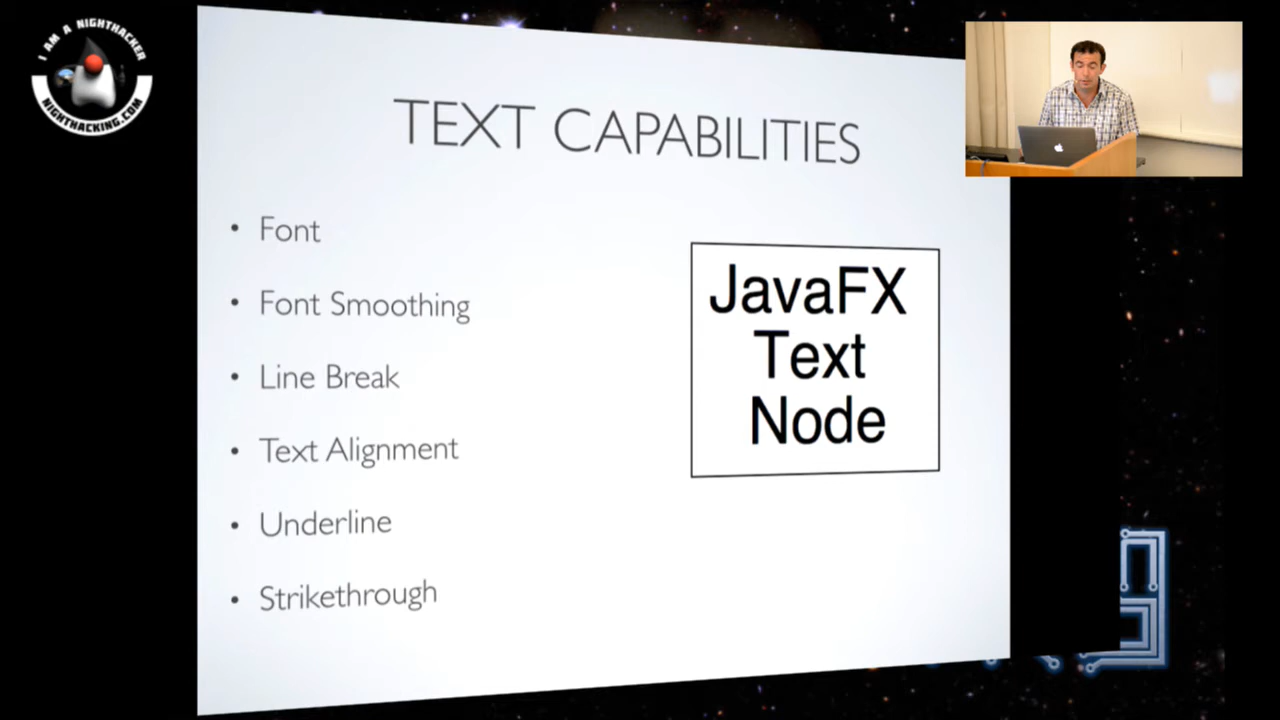 I AM A NIGHTHACKER
NIGHTHACKING.COM
TEXT CAPABILITIES
• Font
• Font Smoothing
• Line Break
• Text Alignment
• Underline
• Strikethrough
JavaFX
Text
Node